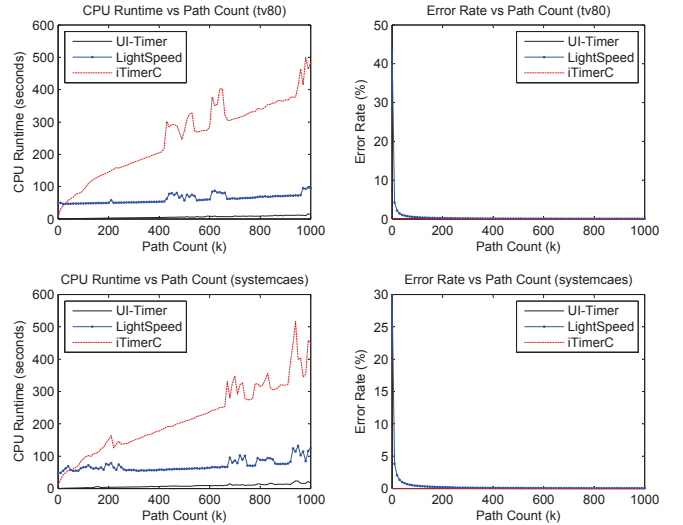 CPU Runtime vs Path Count (tv80)
CPU Runtime (seconds)
600
500
400
300
200
100
0
UI-Timer
LightSpeed
iTimerC
0 200 400 600 800 1000
Path Count (k)
Error Rate vs Path Count (tv80)
Error Rate (%)
50
40
30
20
10
0
UI-Timer
LightSpeed
iTimerC
0 200 400 600 800 1000
Path Count (k)
CPU Runtime vs Path Count (systemcaes)
CPU Runtime (seconds)
600
500
400
300
200
100
0
UI-Timer
LightSpeed
iTimerC
0 200 400 600 800 1000
Path Count (k)
Error Rate vs Path Count (systemcaes)
Error Rate (%)
30
25
20
15
10
5
0
UI-Timer
LightSpeed
iTimerC
0 200 400 600 800 1000
Path Count (k)